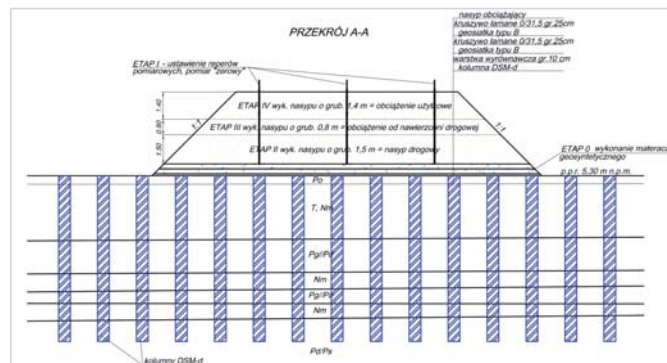 PRZEKRÓJ A-A
nasyp obciążający
kruszywo łamane 0/31,5 gr.25cm
geosiatka typu B
kruszywo łamane 0/31,5 gr.25cm
geosiatka typu B
warstwa wyrównawcza gr.10 cm
kolumna DSM-d
ETAP I - ustawienie reperów
pomiarowych, pomiar "zerowy"
ETAP IV wyk. nasypu o grub. 1,4 m = obciążenie użytkowe
ETAP III wyk. nasypu o grub. 0,8 m = obciążenie od nawierzchni drogowej
ETAP II wyk. nasypu o grub. 1,5 m = nasyp drogowy
1.40
0.80
1.50
1:1
1:1
ETAP 0 wykonanie materaca
geosyntetycznego
p.p.r. 5,30 m n.p.m.
Po
T, Nm
Nm
Nm
Pd/Ps
kolumny DSM-d